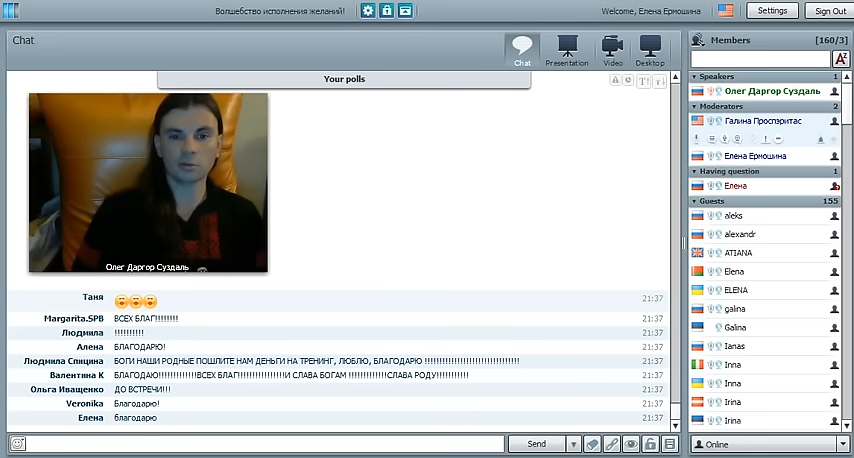 Волшебство исполнения желаний!
Welcome, Елена Ермошина
Settings
Sign Out
Chat
Chat
Presentation
Video
Desktop
Your polls
Олег Даргор Суздаль
Таня 21:37
Margarita.SPB ВСЕХ БЛАГ!!!!!!!! 21:37
Людмила !!!!!!!!!! 21:37
Алена БЛАГОДАРЮ! 21:37
Людмила Спицина БОГИ НАШИ РОДНЫЕ ПОШЛИТЕ НАМ ДЕНЬГИ НА ТРЕНИНГ, ЛЮБЛЮ, БЛАГОДАРЮ !!!!!!!!!!!!!!!!!!!!!!!!!!!!!!!! 21:37
Валентина К БЛАГОДАЮ!!!!!!!!!!!!!ВСЕХ БЛАГ!!!!!!!!!!!!!!!!И СЛАВА БОГАМ !!!!!!!!!!!!!СЛАВА РОДУ!!!!!!!!!!! 21:37
Ольга Иващенко ДО ВСТРЕЧИ!!! 21:37
Veronika Благодарю! 21:37
Елена благодарю 21:37
Send
Members [160/3]
Speakers 1
Олег Даргор Суздаль
Moderators 2
Галина Просперитас
Елена Ермошина
Having question 1
Елена
Guests 155
aleks
alexandr
ATIANA
Elena
ELENA
galina
Galina
Ianas
Inna
Inna
Irina
Irina
Online